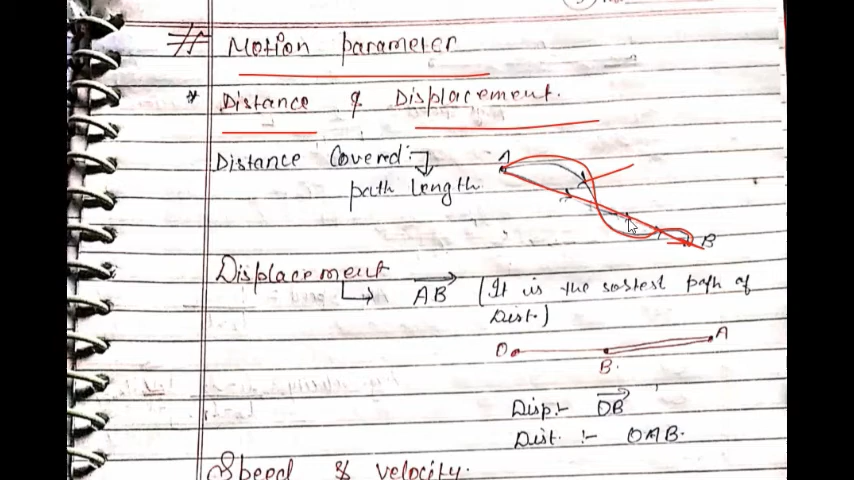 # Motion parameter
* Distance & Displacement.
Distance Covered:
path length
A
B
Displacement
AB (It is the sostest path of
Dist.)
O A
B.
Disp:- OB
Dist. :- OAB.
Speed & velocity.